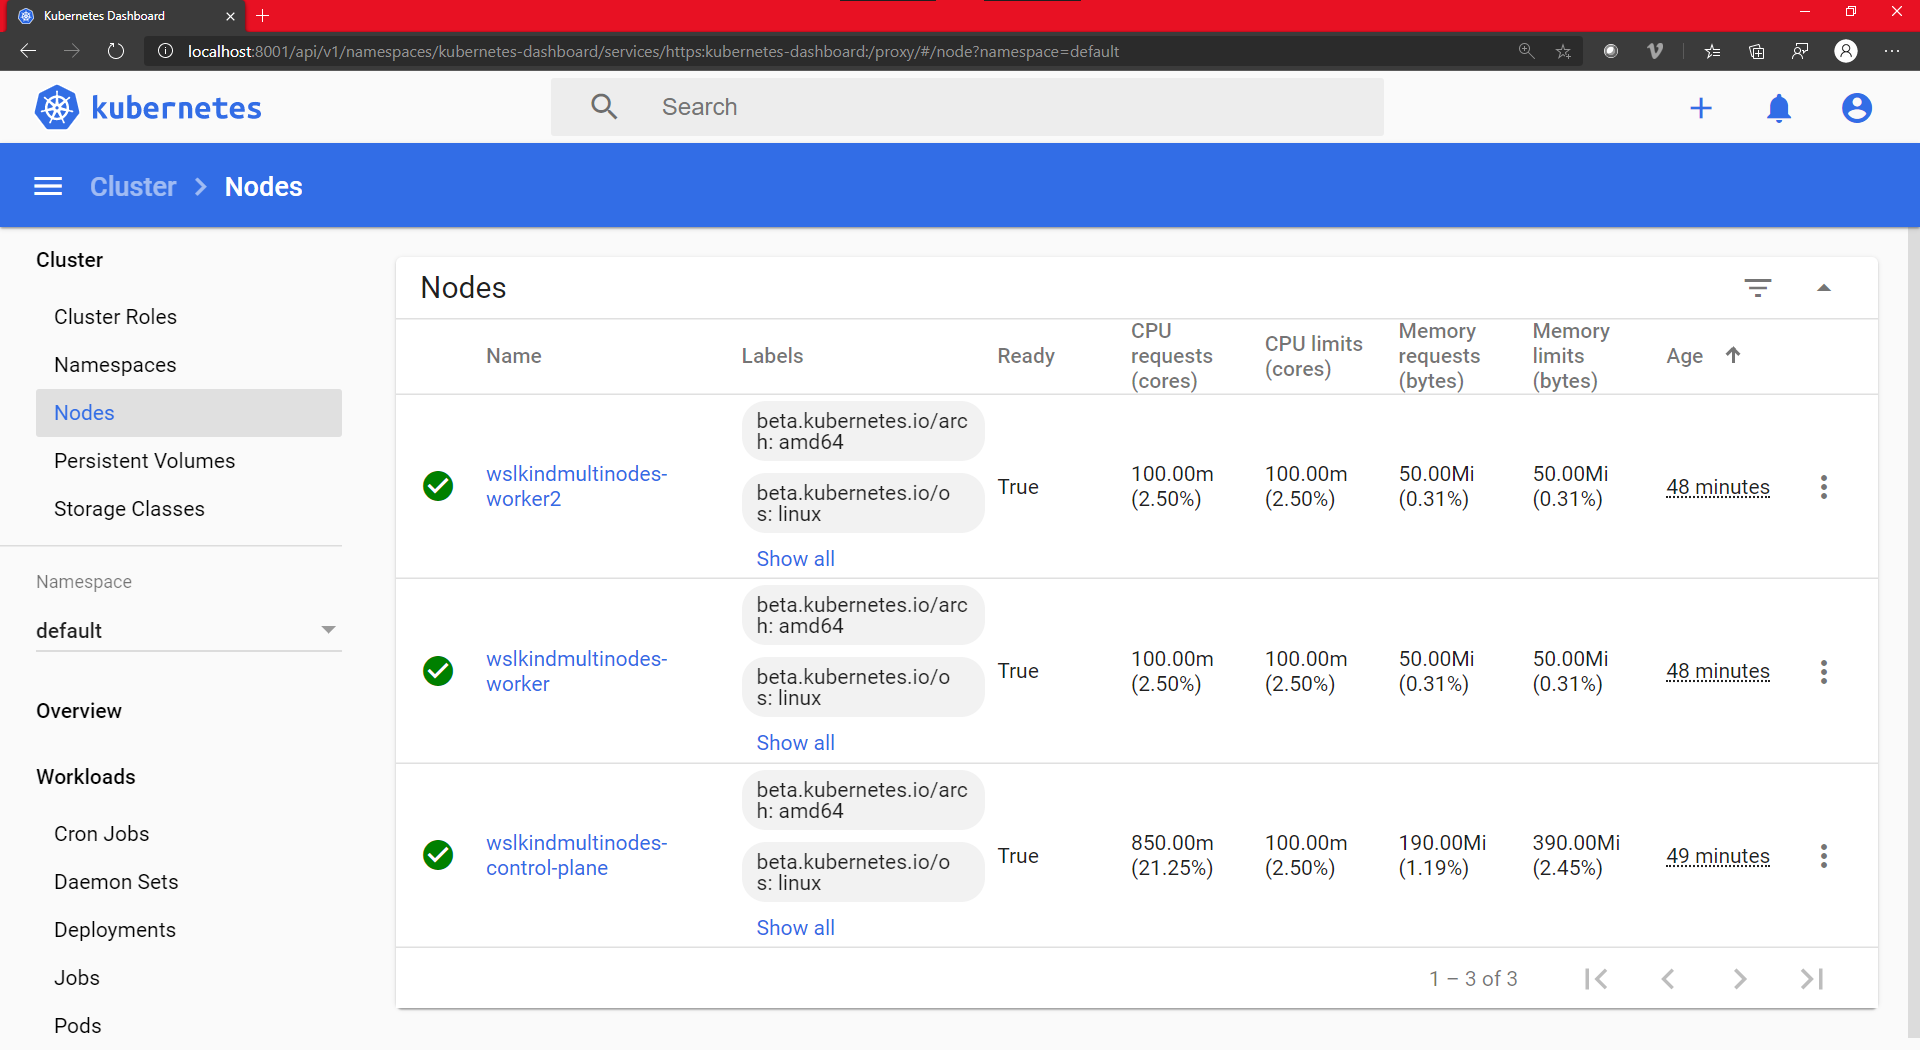 Kubernetes Dashboard
localhost:8001/api/v1/namespaces/kubernetes-dashboard/services/https:kubernetes-dashboard:/proxy/#/node?namespace=default
kubernetes
Search
Cluster
Nodes
Cluster
Cluster Roles
Namespaces
Nodes
Persistent Volumes
Storage Classes
Namespace
default
Overview
Workloads
Cron Jobs
Daemon Sets
Deployments
Jobs
Pods
Nodes
Name
Labels
Ready
CPU
requests
(cores)
CPU limits
(cores)
Memory
requests
(bytes)
Memory
limits
(bytes)
Age
wslkindmultinodes-
worker2
beta.kubernetes.io/arc
h: amd64
beta.kubernetes.io/o
s: linux
Show all
True
100.00m
(2.50%)
100.00m
(2.50%)
50.00Mi
(0.31%)
50.00Mi
(0.31%)
48 minutes
wslkindmultinodes-
worker
beta.kubernetes.io/arc
h: amd64
beta.kubernetes.io/o
s: linux
Show all
True
100.00m
(2.50%)
100.00m
(2.50%)
50.00Mi
(0.31%)
50.00Mi
(0.31%)
48 minutes
wslkindmultinodes-
control-plane
beta.kubernetes.io/arc
h: amd64
beta.kubernetes.io/o
s: linux
Show all
True
850.00m
(21.25%)
100.00m
(2.50%)
190.00Mi
(1.19%)
390.00Mi
(2.45%)
49 minutes
1 – 3 of 3